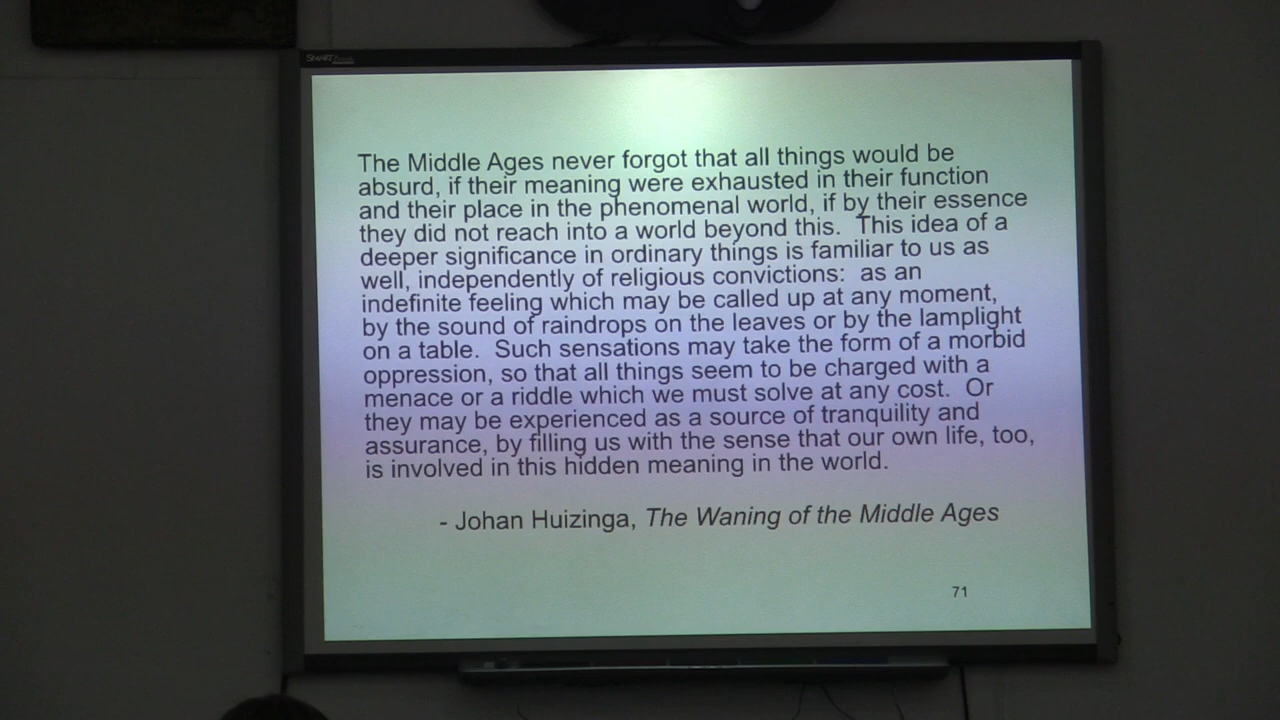 SMART
The Middle Ages never forgot that all things would be
absurd, if their meaning were exhausted in their function
and their place in the phenomenal world, if by their essence
they did not reach into a world beyond this.  This idea of a
deeper significance in ordinary things is familiar to us as
well, independently of religious convictions:  as an
indefinite feeling which may be called up at any moment,
by the sound of raindrops on the leaves or by the lamplight
on a table.  Such sensations may take the form of a morbid
oppression, so that all things seem to be charged with a
menace or a riddle which we must solve at any cost.  Or
they may be experienced as a source of tranquility and
assurance, by filling us with the sense that our own life, too,
is involved in this hidden meaning in the world.
- Johan Huizinga, The Waning of the Middle Ages
71